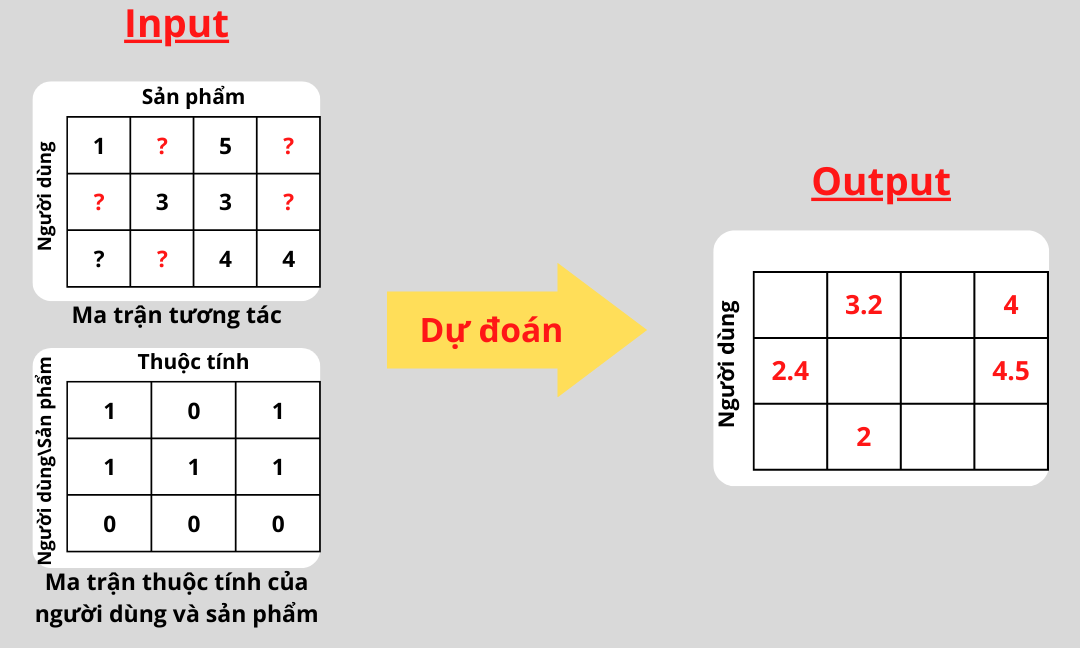 Input
Sản phẩm
Người dùng
1 ? 5 ?
? 3 3 ?
? ? 4 4
Ma trận tương tác
Thuộc tính
Người dùng\Sản phẩm
1 0 1
1 1 1
0 0 0
Ma trận thuộc tính của
người dùng và sản phẩm
Dự đoán
Output
Người dùng
3.2 4
2.4 4.5
2